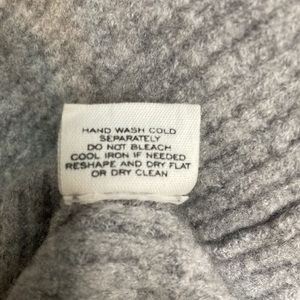 HAND WASH COLD
SEPARATELY
DO NOT BLEACH
COOL IRON IF NEEDED
RESHAPE AND DRY FLAT
OR DRY CLEAN